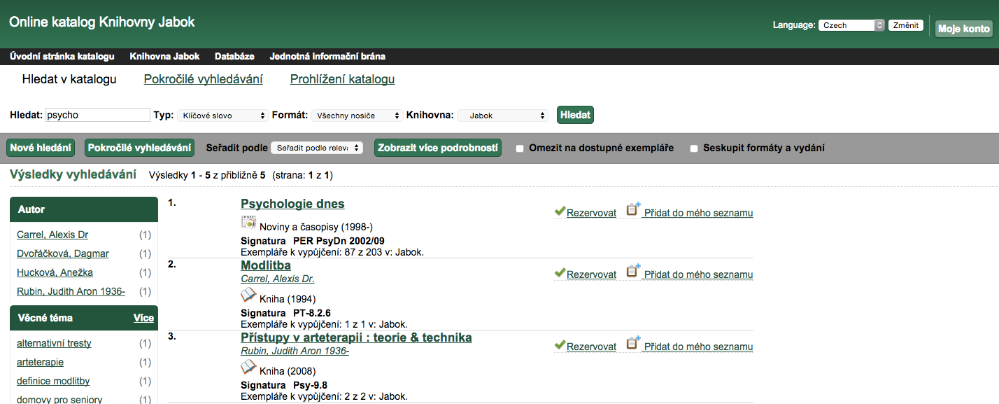 Online katalog Knihovny Jabok
Language: Czech Změnit Moje konto
Úvodní stránka katalogu Knihovna Jabok Databáze Jednotná informační brána
Hledat v katalogu Pokročilé vyhledávání Prohlížení katalogu
Hledat: psycho Typ: Klíčové slovo Formát: Všechny nosiče Knihovna: Jabok Hledat
Nové hledání Pokročilé vyhledávání Seřadit podle Seřadit podle releva Zobrazit více podrobností Omezit na dostupné exempláře Seskupit formáty a vydání
Výsledky vyhledávání Výsledky 1 - 5 z přibližně 5 (strana: 1 z 1)
Autor
Carrel, Alexis Dr (1)
Dvořáčková, Dagmar (1)
Hucková, Anežka (1)
Rubin, Judith Aron 1936- (1)
Věcné téma Více
alternativní tresty (1)
arteterapie (1)
definice modlitby (1)
domovy pro seniory (1)
1. Psychologie dnes
Rezervovat Přidat do mého seznamu
Noviny a časopisy (1998-)
Signatura PER PsyDn 2002/09
Exempláře k vypůjčení: 87 z 203 v: Jabok.
2. Modlitba
Rezervovat Přidat do mého seznamu
Carrel, Alexis Dr.
Kniha (1994)
Signatura PT-8.2.6
Exempláře k vypůjčení: 1 z 1 v: Jabok.
3. Přístupy v arteterapii : teorie & technika
Rezervovat Přidat do mého seznamu
Rubin, Judith Aron 1936-
Kniha (2008)
Signatura Psy-9.8
Exempláře k vypůjčení: 2 z 2 v: Jabok.